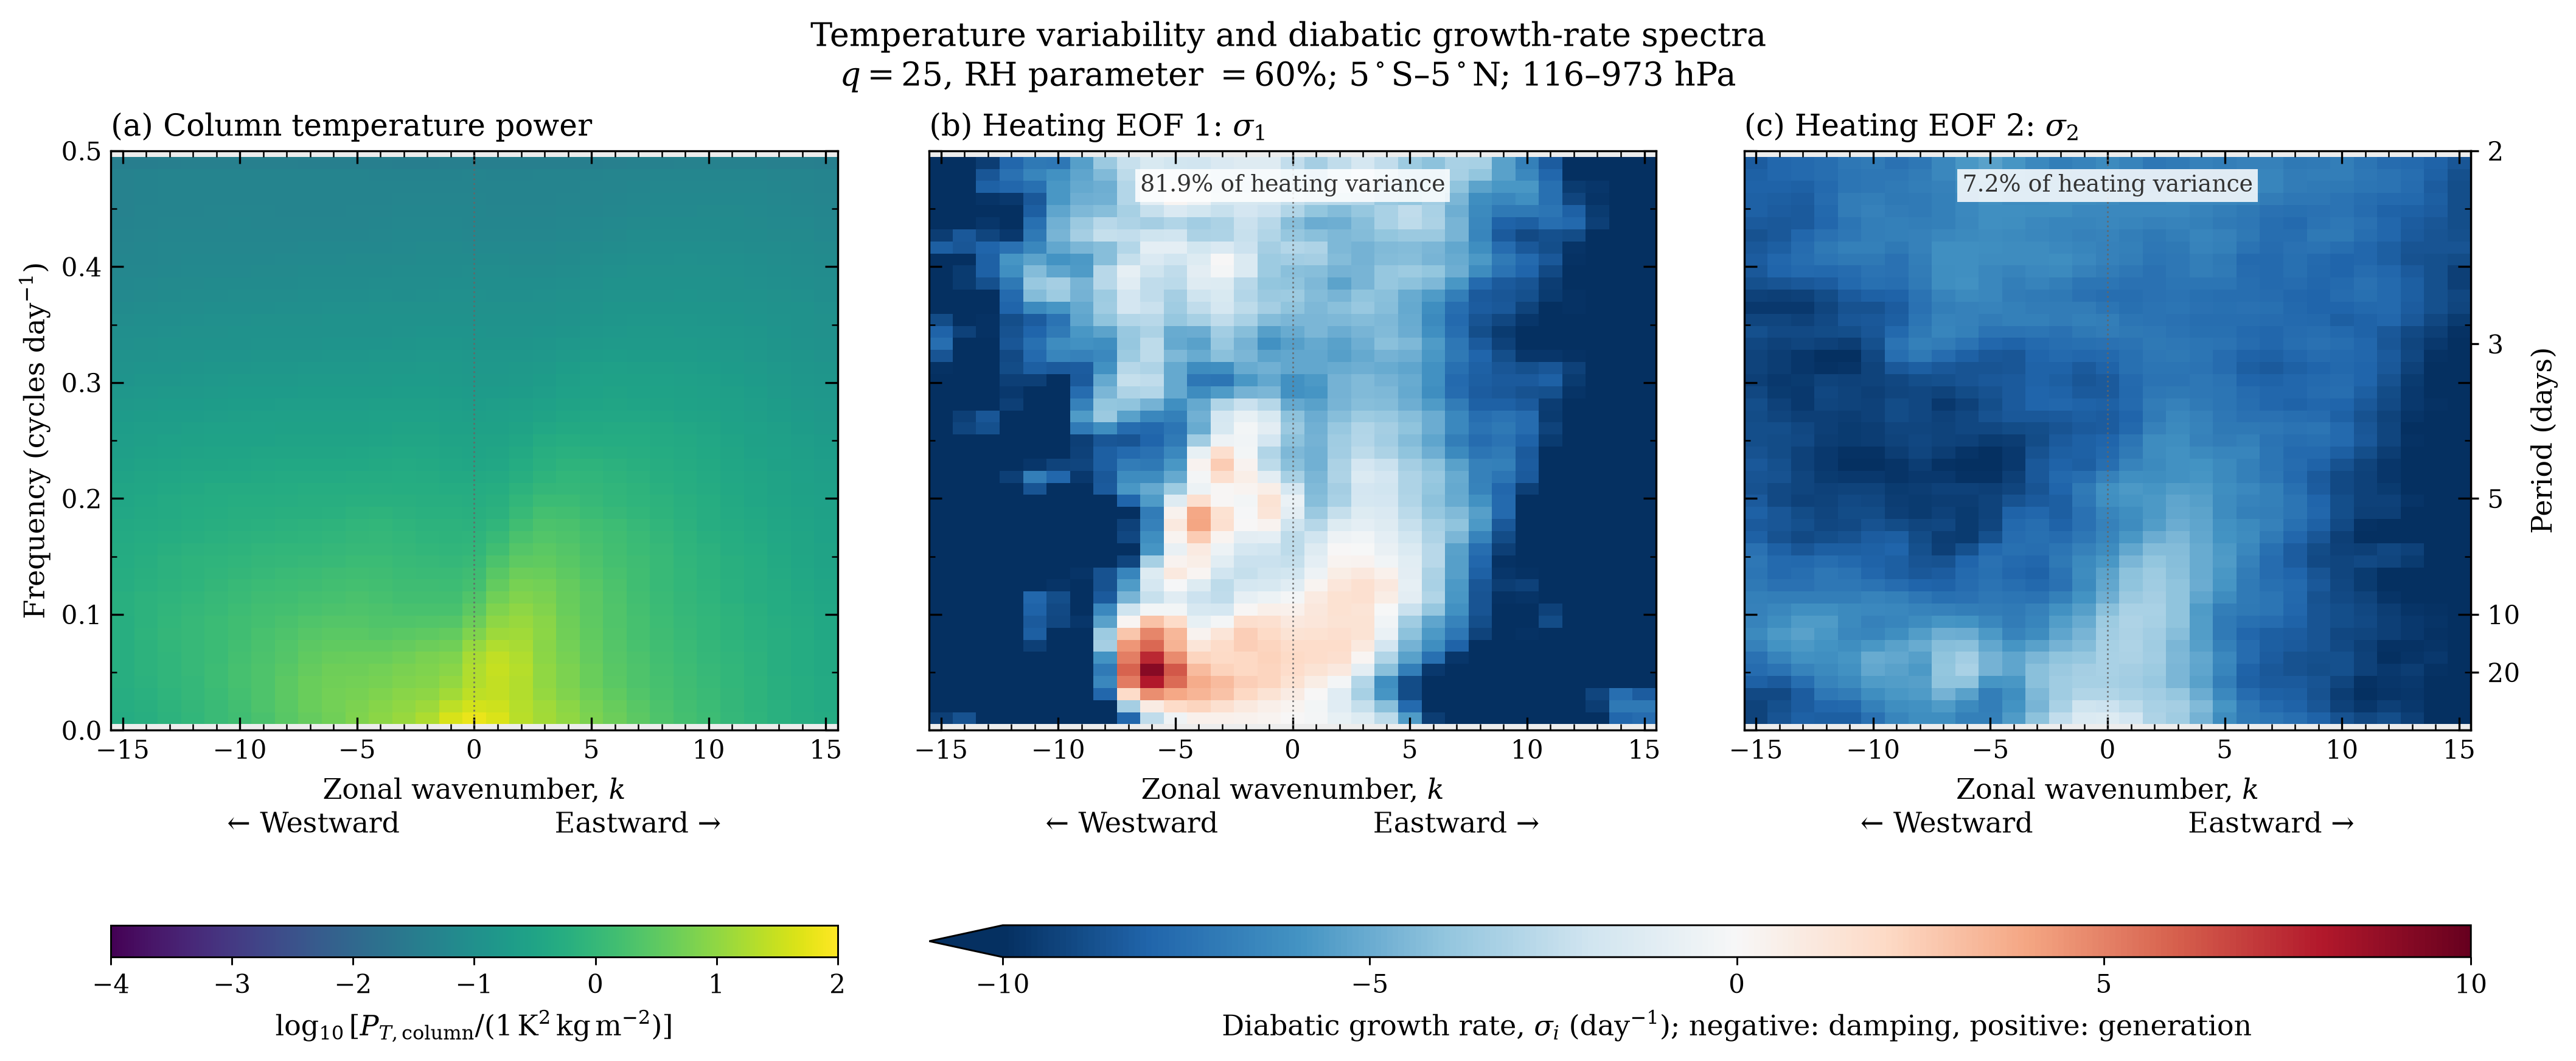 Temperature variability and diabatic growth-rate spectra
q = 25, RH parameter = 60%; 5°S–5°N; 116–973 hPa
(a) Column temperature power
(b) Heating EOF 1: σ₁
(c) Heating EOF 2: σ₂
81.9% of heating variance
7.2% of heating variance
Frequency (cycles day⁻¹)
0.5
0.4
0.3
0.2
0.1
0.0
−15 −10 −5 0 5 10 15
Zonal wavenumber, k
← Westward Eastward →
−15 −10 −5 0 5 10 15
Zonal wavenumber, k
← Westward Eastward →
−15 −10 −5 0 5 10 15
Zonal wavenumber, k
← Westward Eastward →
2
3
5
10
20
Period (days)
−4 −3 −2 −1 0 1 2
log₁₀ [P_T, column/(1 K² kg m⁻²)]
−10 −5 0 5 10
Diabatic growth rate, σᵢ (day⁻¹); negative: damping, positive: generation